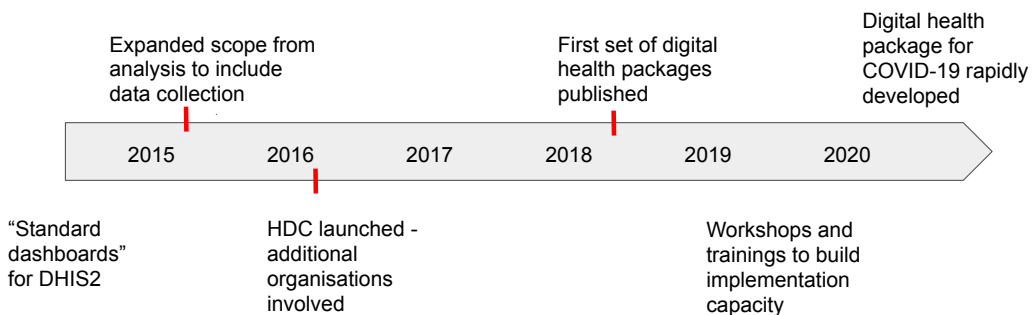 Expanded scope from
analysis to include
data collection
First set of digital
health packages
published
Digital health
package for
COVID-19 rapidly
developed
2015 2016 2017 2018 2019 2020
“Standard
dashboards”
for DHIS2
HDC launched -
additional
organisations
involved
Workshops and
trainings to build
implementation
capacity